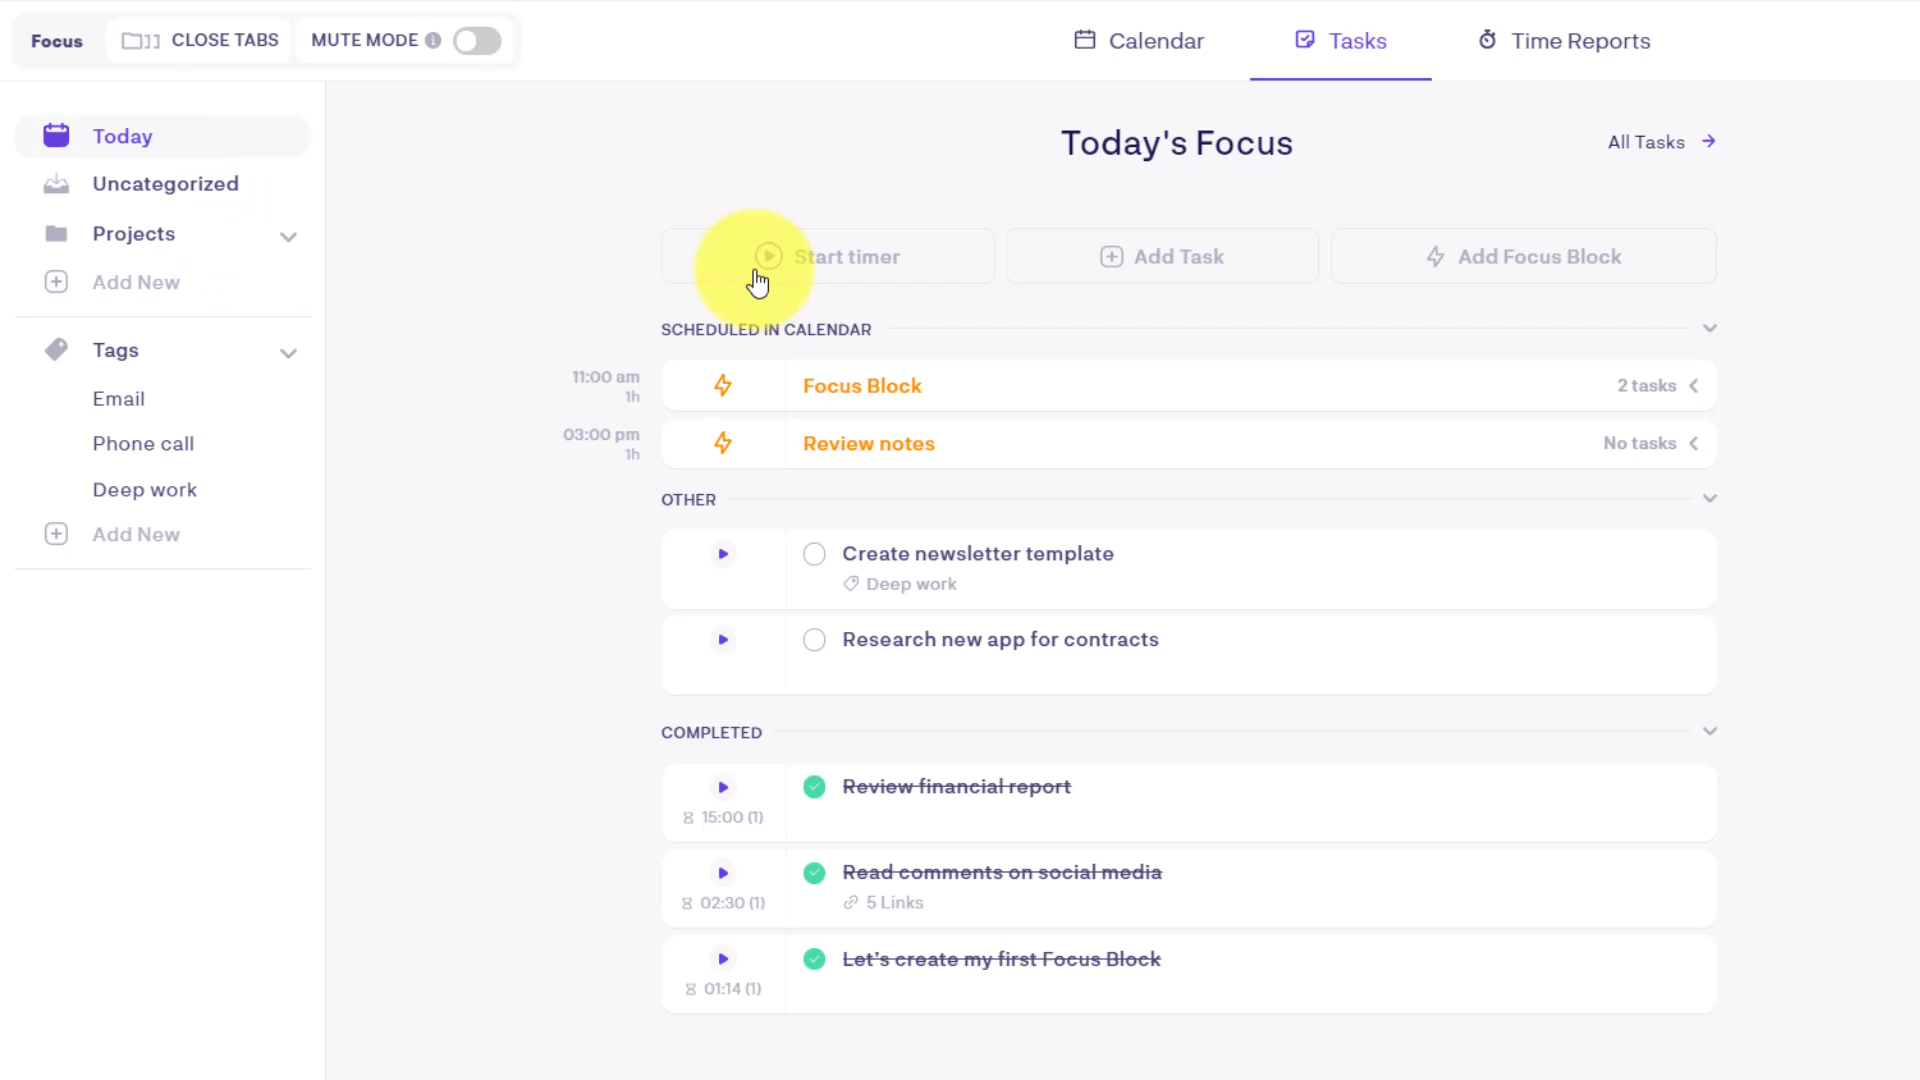 Focus
CLOSE TABS
MUTE MODE
Calendar
Tasks
Time Reports
Today
Uncategorized
Projects
Add New
Tags
Email
Phone call
Deep work
Add New
Today's Focus
All Tasks
Start timer
Add Task
Add Focus Block
SCHEDULED IN CALENDAR
11:00 am
1h
Focus Block
2 tasks
03:00 pm
1h
Review notes
No tasks
OTHER
Create newsletter template
Deep work
Research new app for contracts
COMPLETED
Review financial report
15:00 (1)
Read comments on social media
02:30 (1)
5 Links
Let's create my first Focus Block
01:14 (1)